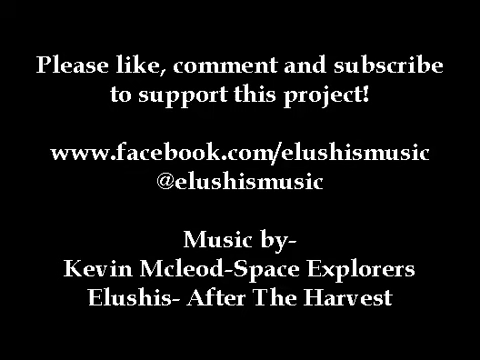 Please like, comment and subscribe
to support this project!
www.facebook.com/elushismusic
@elushismusic
Music by-
Kevin Mcleod-Space Explorers
Elushis- After The Harvest